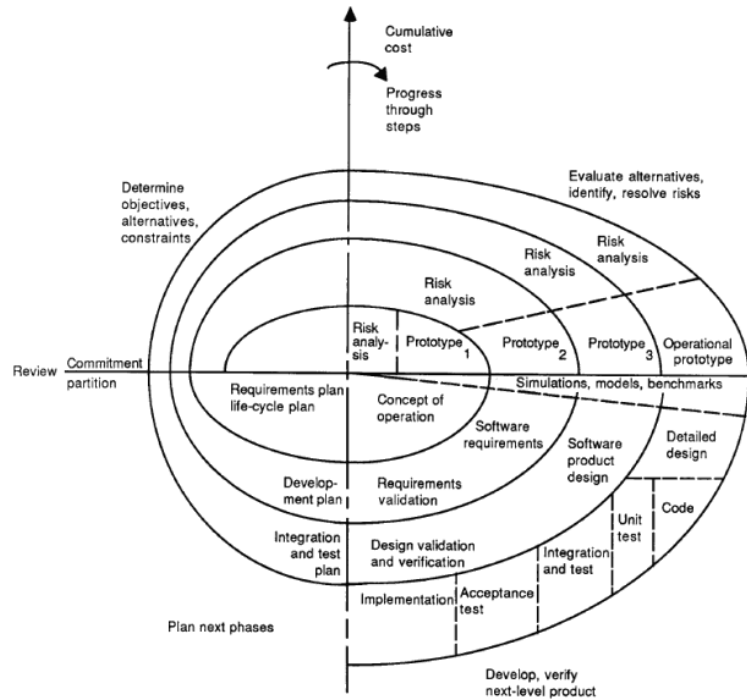 Cumulative
cost
Progress
through
steps
Determine
objectives,
alternatives,
constraints
Evaluate alternatives,
identify, resolve risks
Risk
analysis
Risk
analysis
Risk
analysis
Risk
analy-
sis
Prototype 1
Prototype 2
Prototype 3
Operational
prototype
Review
Commitment
partition
Simulations, models, benchmarks
Requirements plan
life-cycle plan
Concept of
operation
Software
requirements
Software
product
design
Detailed
design
Develop-
ment plan
Requirements
validation
Integration
and test
plan
Design validation
and verification
Code
Unit
test
Integration
and test
Acceptance
test
Implementation
Plan next phases
Develop, verify
next-level product